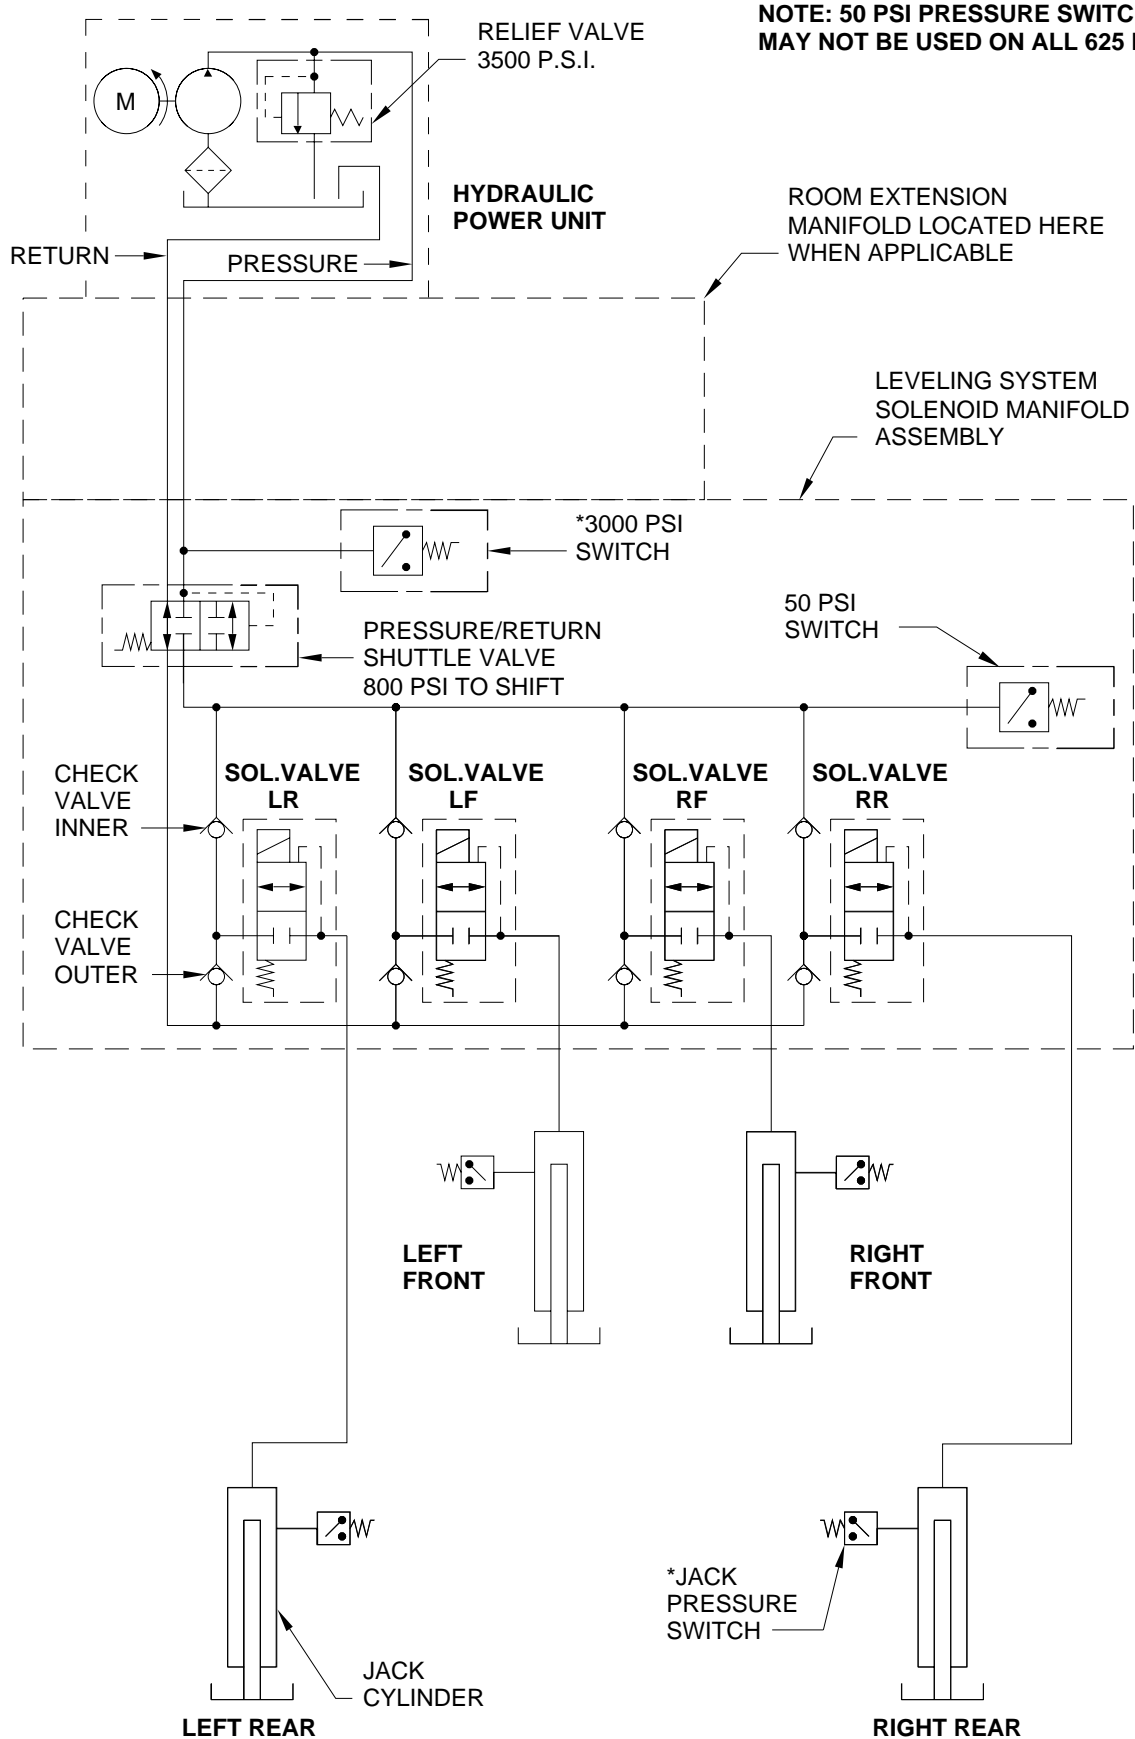 NOTE: 50 PSI PRESSURE SWITC
MAY NOT BE USED ON ALL 625
RELIEF VALVE
3500 P.S.I.
M
HYDRAULIC
POWER UNIT
ROOM EXTENSION
MANIFOLD LOCATED HERE
WHEN APPLICABLE
RETURN
PRESSURE
LEVELING SYSTEM
SOLENOID MANIFOLD
ASSEMBLY
*3000 PSI
SWITCH
50 PSI
SWITCH
PRESSURE/RETURN
SHUTTLE VALVE
800 PSI TO SHIFT
CHECK
VALVE
INNER
SOL.VALVE
LR
SOL.VALVE
LF
SOL.VALVE
RF
SOL.VALVE
RR
CHECK
VALVE
OUTER
LEFT
FRONT
RIGHT
FRONT
*JACK
PRESSURE
SWITCH
JACK
CYLINDER
LEFT REAR
RIGHT REAR